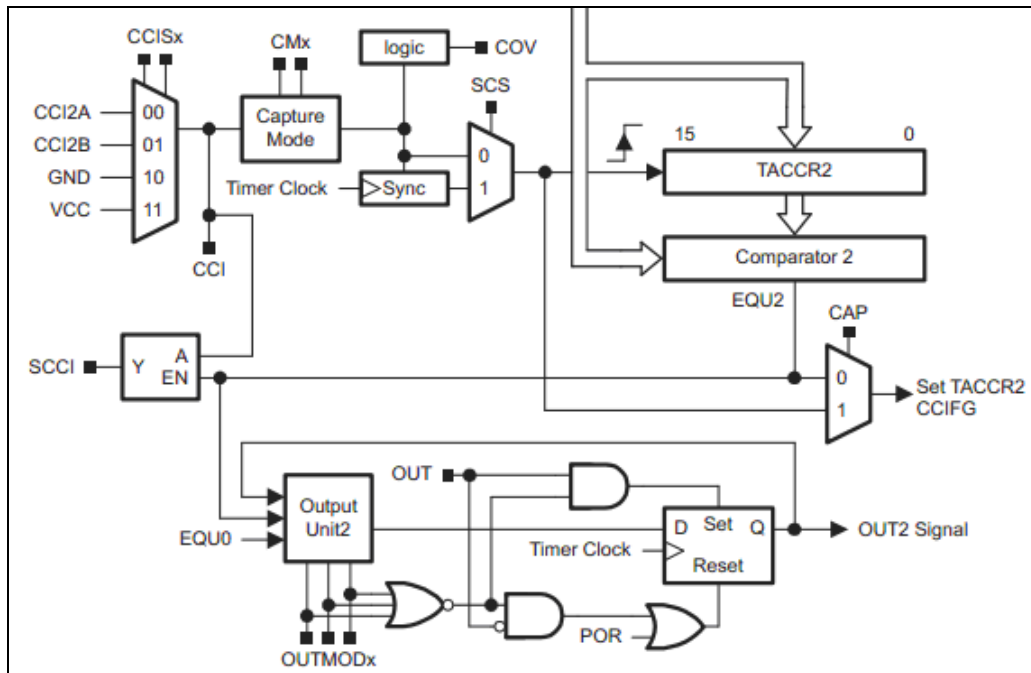 CCISx
CMx
logic
COV
SCS
CCI2A
00
CCI2B
01
GND
10
VCC
11
Capture
Mode
0
1
Timer Clock
Sync
15
0
TACCR2
CCI
Comparator 2
EQU2
CAP
SCCI
Y
A
EN
0
1
Set TACCR2
CCIFG
OUT
Output
Unit2
EQU0
D
Set
Q
OUT2 Signal
Timer Clock
Reset
POR
OUTMODx